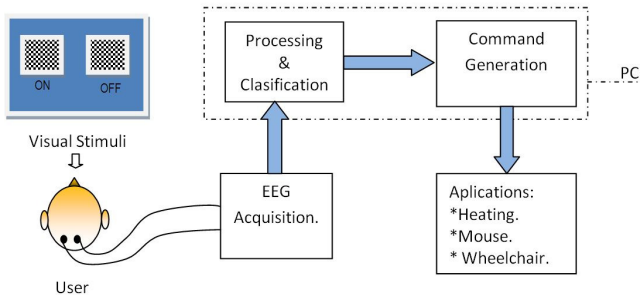 ON
OFF
Visual Stimuli
User
EEG
Acquisition.
Processing
&
Clasification
Command
Generation
PC
Aplications:
*Heating.
*Mouse.
* Wheelchair.